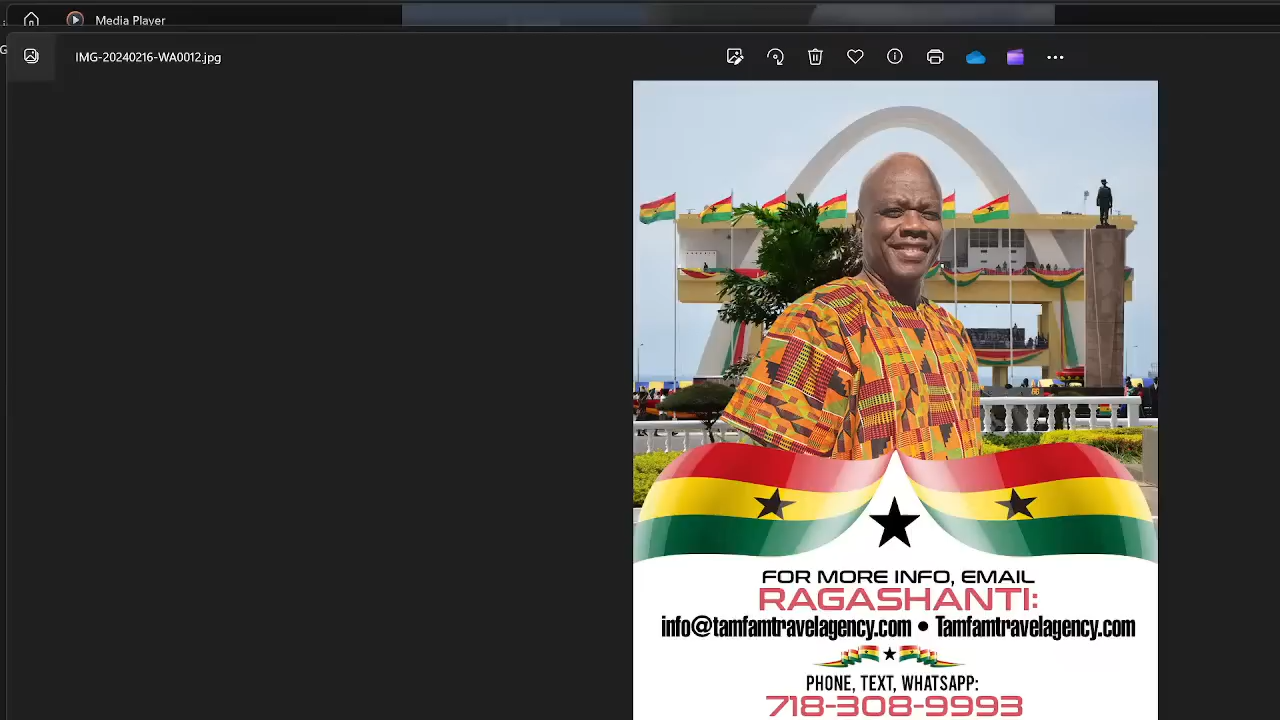 Media Player
IMG-20240216-WA0012.jpg
FOR MORE INFO, EMAIL
RAGASHANTI:
info@tamfamtravelagency.com • Tamfamtravelagency.com
PHONE, TEXT, WHATSAPP:
718-308-9993